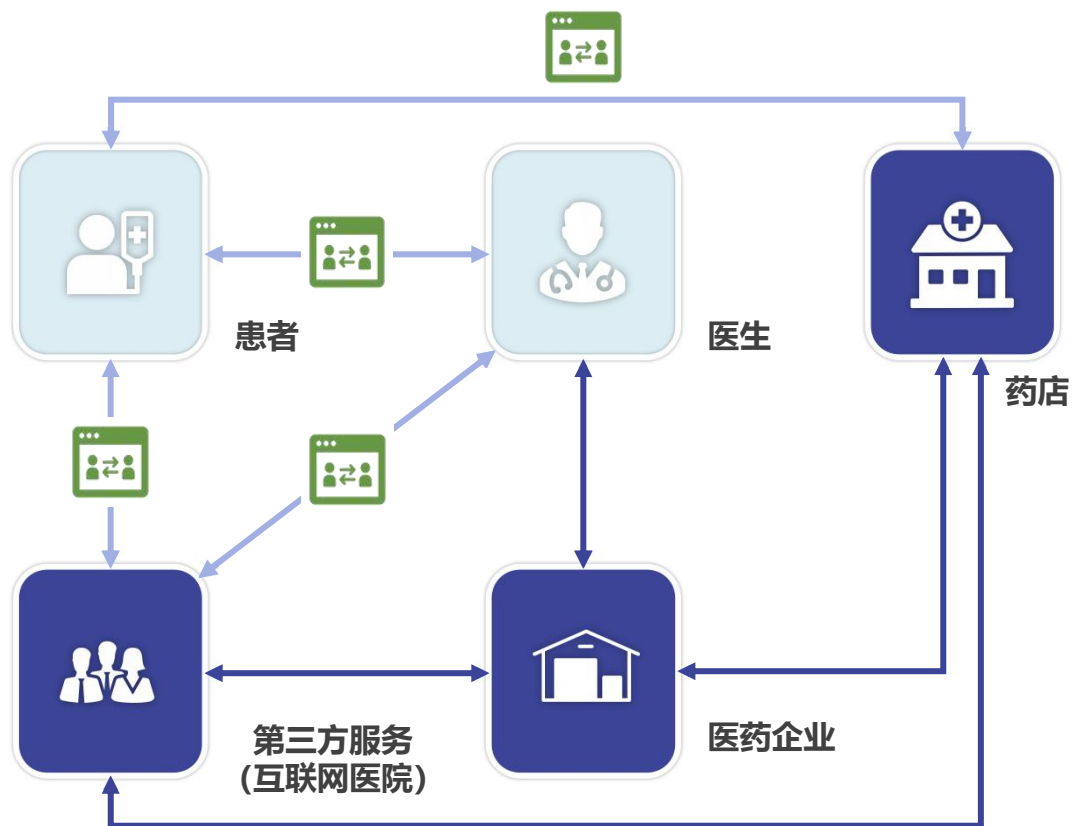 患者
医生
药店
第三方服务
(互联网医院)
医药企业